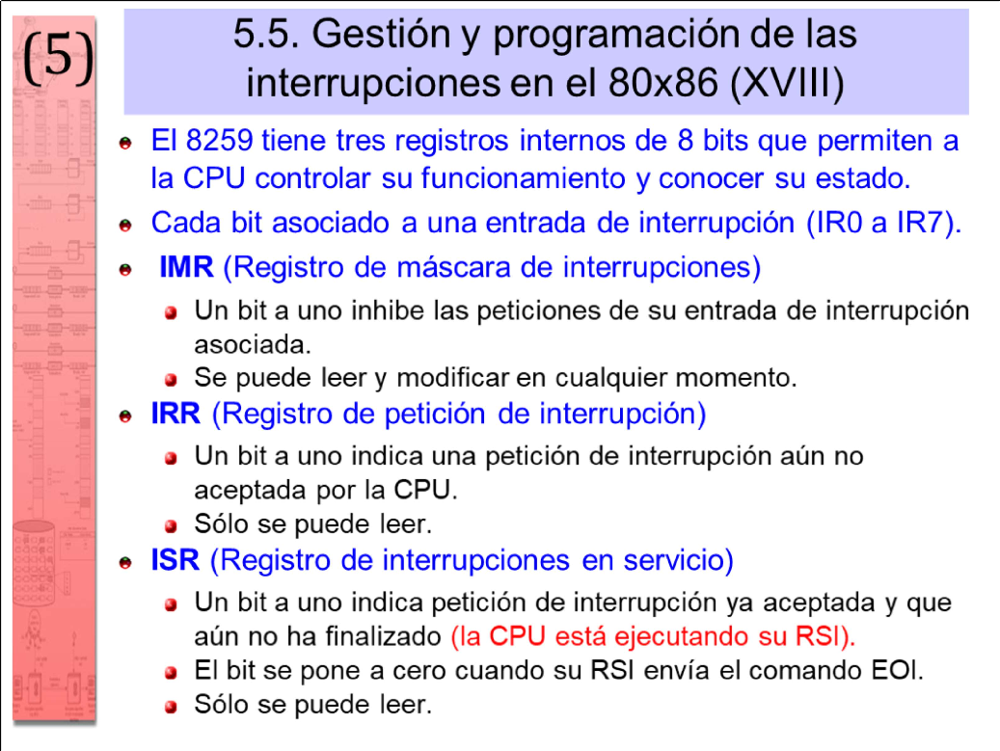 (5)
5.5. Gestión y programación de las
interrupciones en el 80x86 (XVIII)
El 8259 tiene tres registros internos de 8 bits que permiten a
la CPU controlar su funcionamiento y conocer su estado.
Cada bit asociado a una entrada de interrupción (IR0 a IR7).
IMR (Registro de máscara de interrupciones)
Un bit a uno inhibe las peticiones de su entrada de interrupción
asociada.
Se puede leer y modificar en cualquier momento.
IRR (Registro de petición de interrupción)
Un bit a uno indica una petición de interrupción aún no
aceptada por la CPU.
Sólo se puede leer.
ISR (Registro de interrupciones en servicio)
Un bit a uno indica petición de interrupción ya aceptada y que
aún no ha finalizado (la CPU está ejecutando su RSI).
El bit se pone a cero cuando su RSI envía el comando EOI.
Sólo se puede leer.